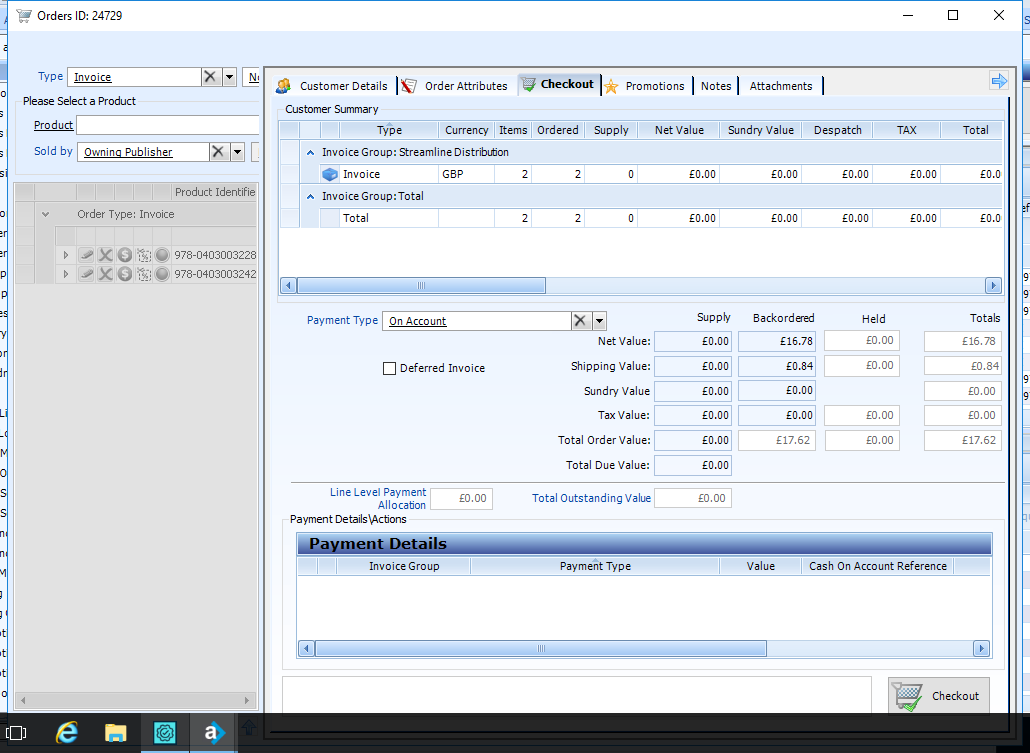 Orders ID: 24729
Type Invoice
Please Select a Product
Product
Sold by Owning Publisher
Product Identifie
Order Type: Invoice
978-0403003228
978-0403003242
Customer Details Order Attributes Checkout Promotions Notes Attachments
Customer Summary
Type Currency Items Ordered Supply Net Value Sundry Value Despatch TAX Total
Invoice Group: Streamline Distribution
Invoice GBP 2 2 0 £0.00 £0.00 £0.00 £0.00 £0.0
Invoice Group: Total
Total 2 2 0 £0.00 £0.00 £0.00 £0.00 £0.0
Payment Type On Account
Deferred Invoice
Supply Backordered Held Totals
Net Value: £0.00 £16.78 £0.00 £16.78
Shipping Value: £0.00 £0.84 £0.00 £0.84
Sundry Value £0.00 £0.00 £0.00
Tax Value: £0.00 £0.00 £0.00 £0.00
Total Order Value: £0.00 £17.62 £0.00 £17.62
Total Due Value: £0.00
Line Level Payment
Allocation £0.00 Total Outstanding Value £0.00
Payment Details\Actions
Payment Details
Invoice Group Payment Type Value Cash On Account Reference
Checkout